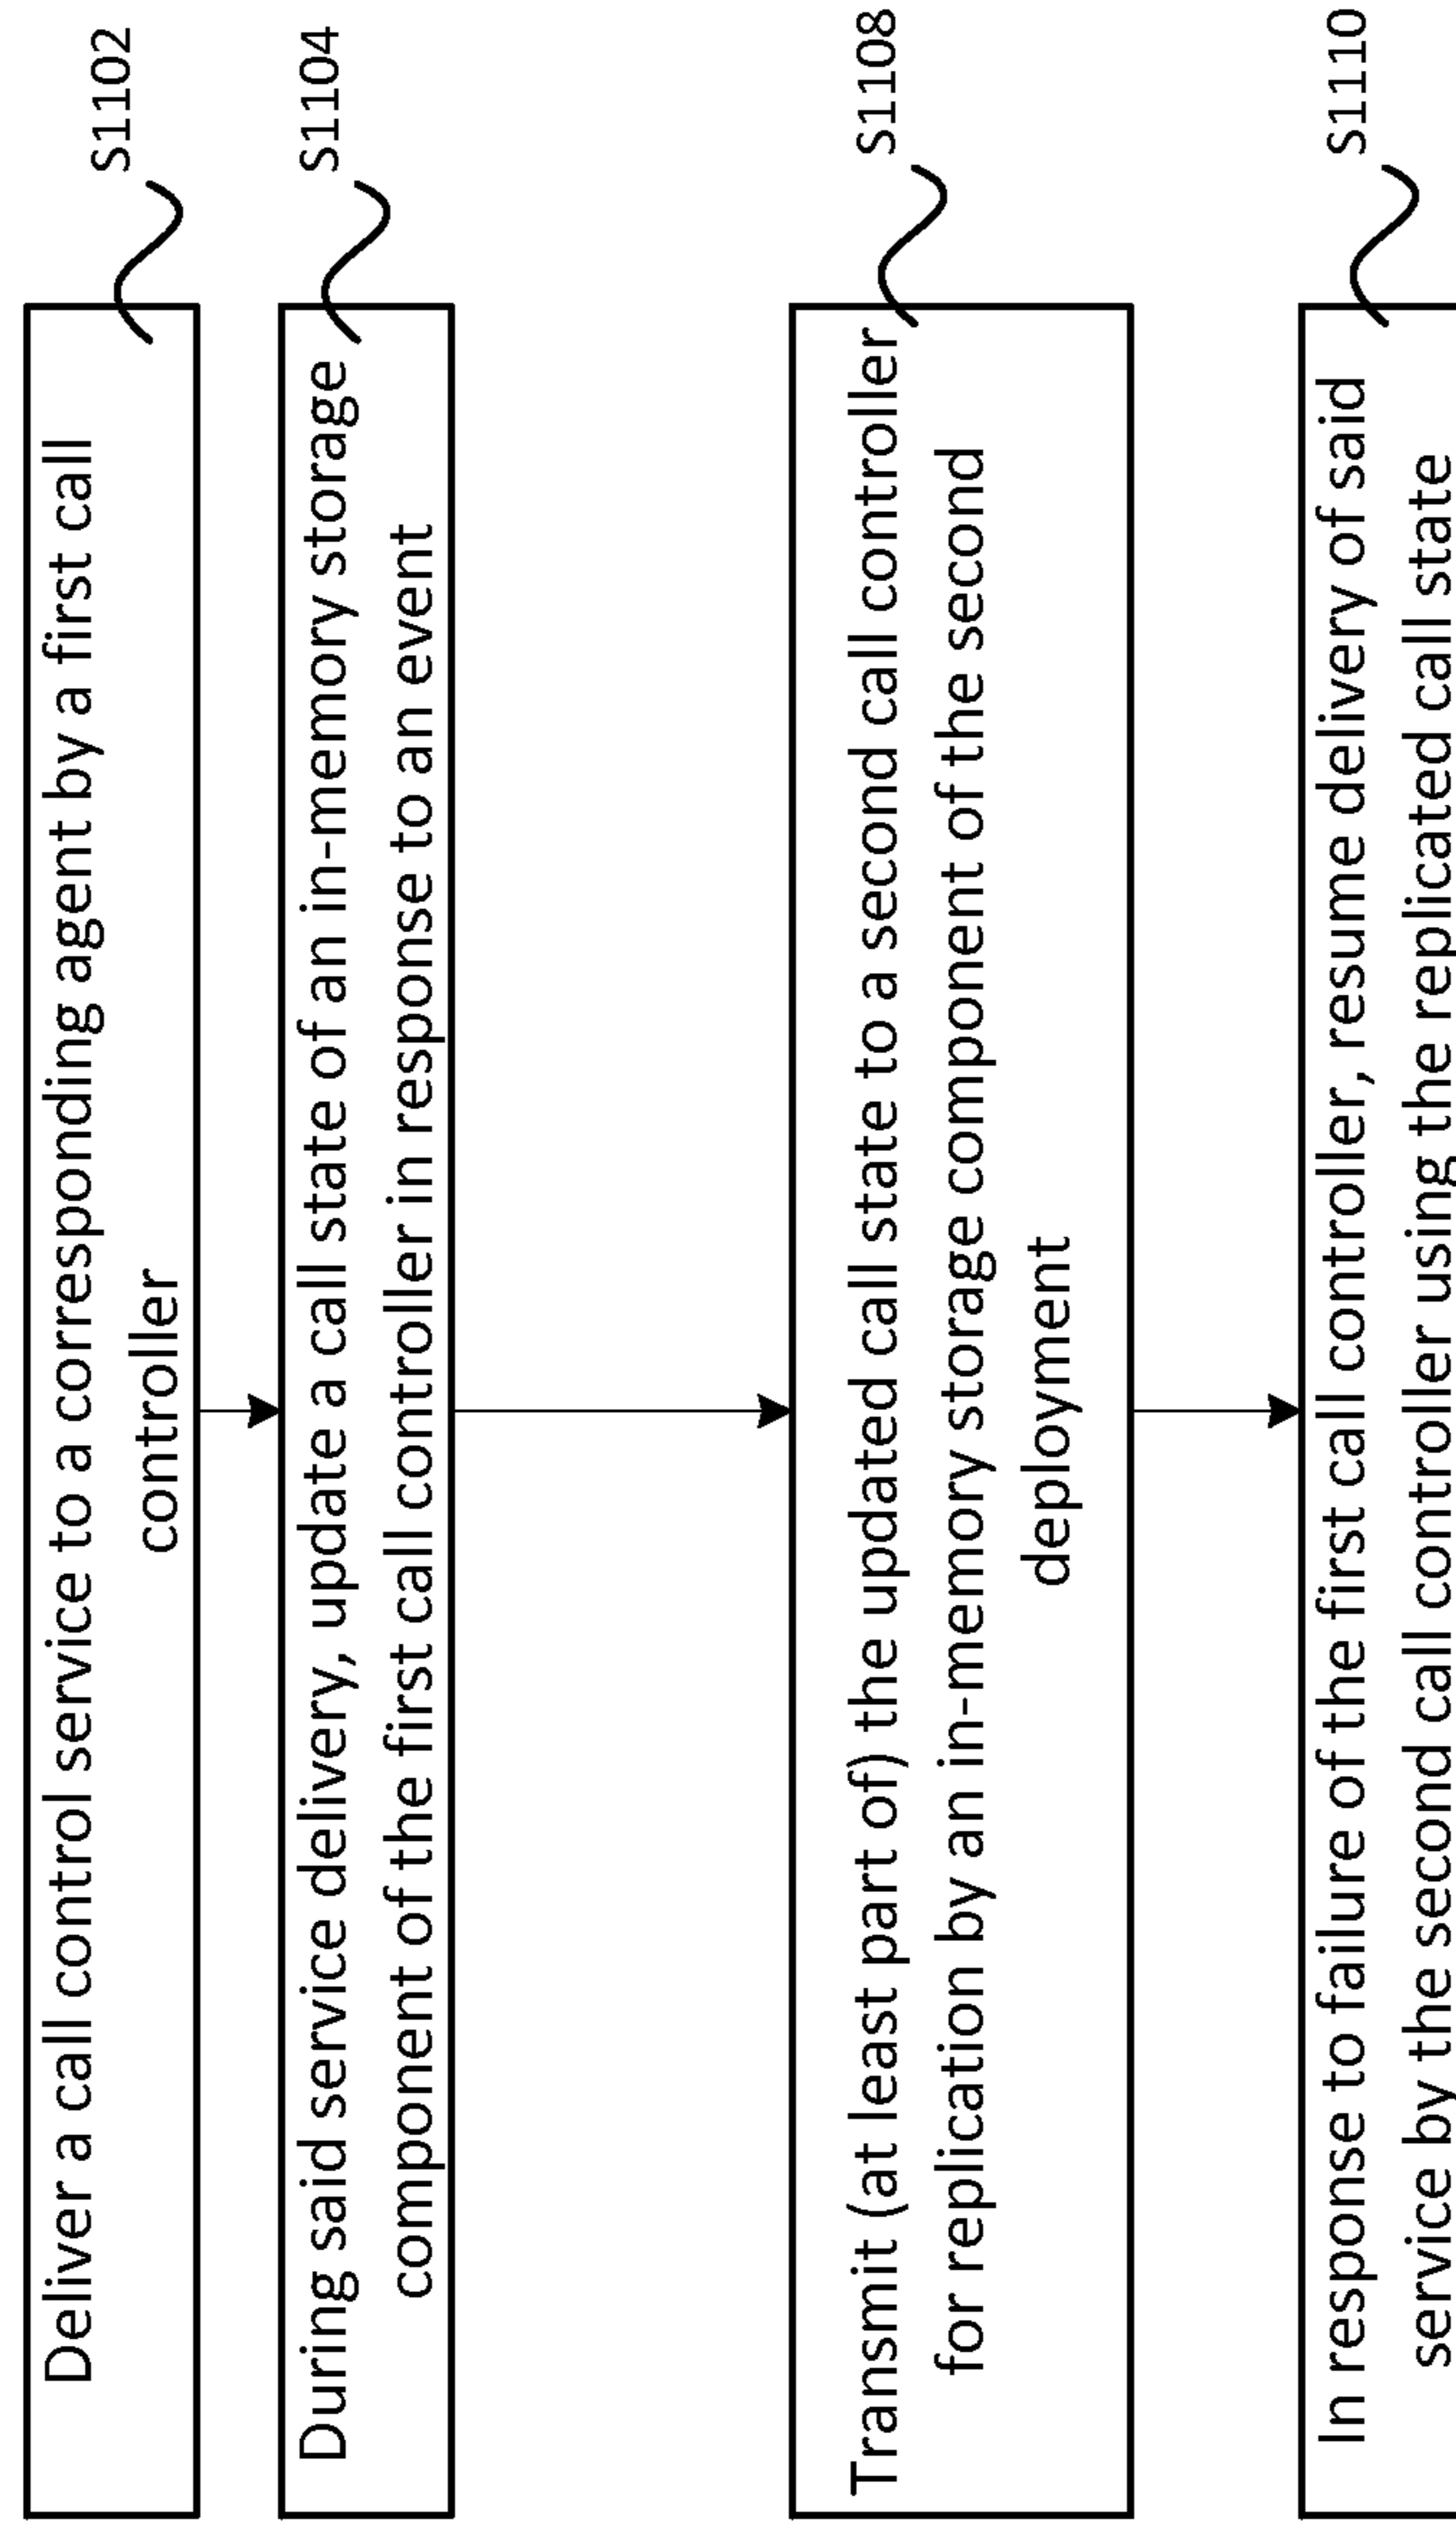 Deliver a call control service to a corresponding agent by a first call
controller
S1102
During said service delivery, update a call state of an in-memory storage
component of the first call controller in response to an event
S1104
Transmit (at least part of) the updated call state to a second call controller
for replication by an in-memory storage component of the second
deployment
S1108
In response to failure of the first call controller, resume delivery of said
service by the second call controller using the replicated call state
S1110